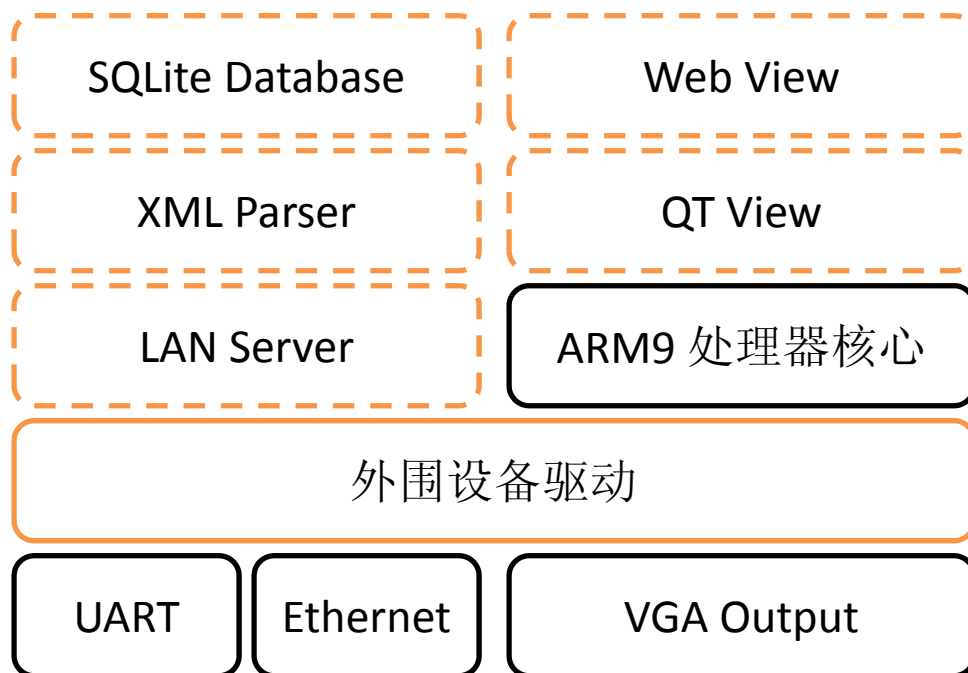 SQLite Database
Web View
XML Parser
QT View
LAN Server
ARM9 处理器核心
外围设备驱动
UART
Ethernet
VGA Output